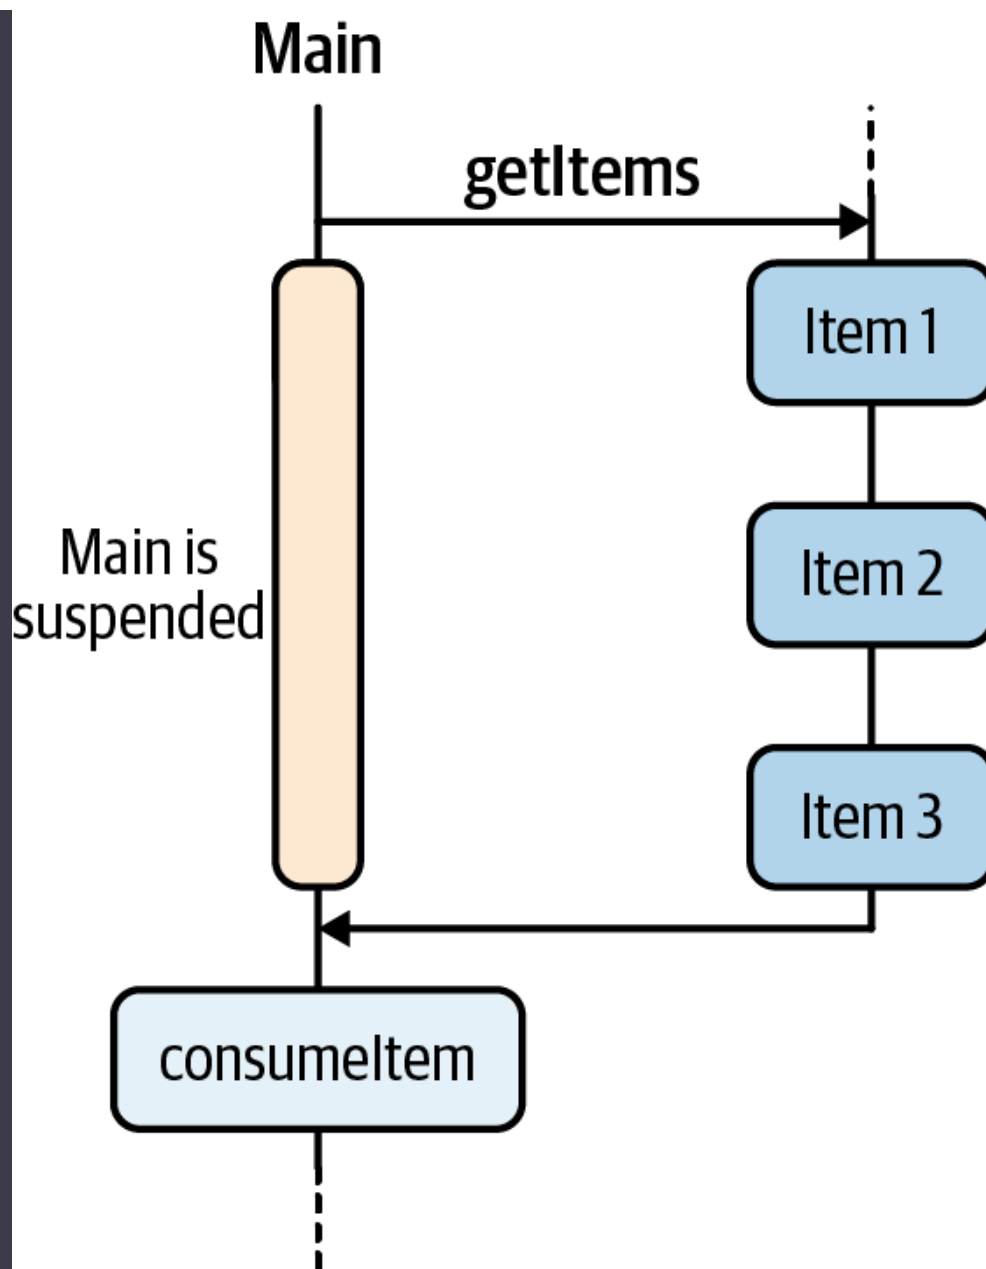 Main
getItems
Item 1
Main is
suspended
Item 2
Item 3
consumeItem